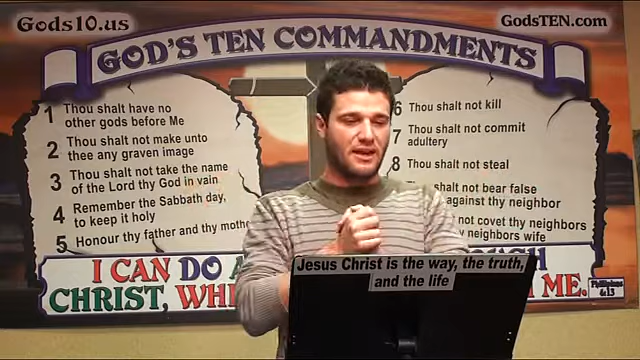 Gods10.us
GodsTEN.com
GOD'S TEN COMMANDMENTS
1 Thou shalt have no
other gods before Me
2 Thou shalt not make unto
thee any graven image
3 Thou shalt not take the name
of the Lord thy God in vain
4 Remember the Sabbath day,
to keep it holy
5 Honour thy father and thy
6 Thou shalt not kill
7 Thou shalt not commit
adultery
8 Thou shalt not steal
shalt not bear false
against thy neighbor
not covet thy neighbors
neighbors wife
I CAN DO
CHRIST,
ME.
Philippians
4:13
Jesus Christ is the way, the truth,
and the life